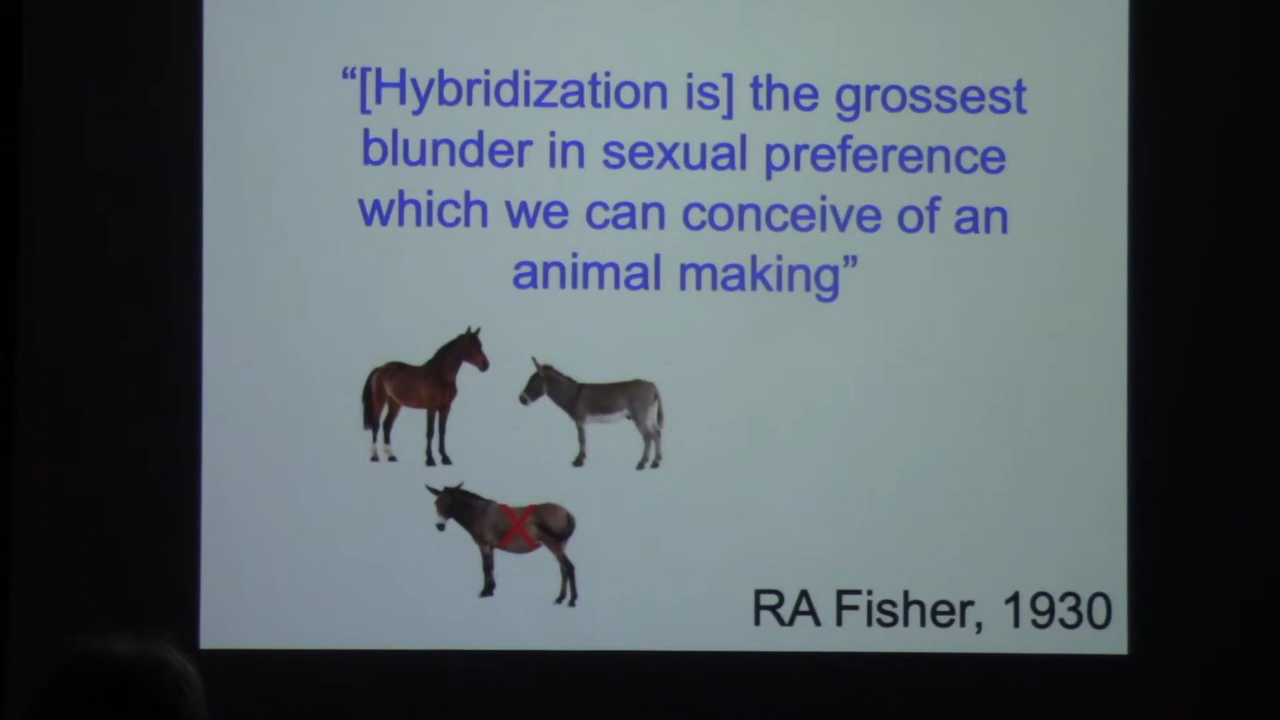 “[Hybridization is] the grossest
blunder in sexual preference
which we can conceive of an
animal making”
X
RA Fisher, 1930